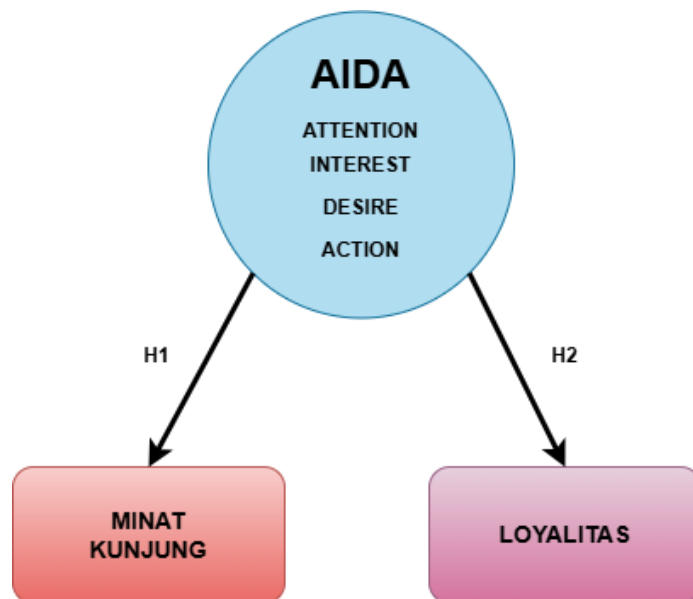 AIDA
ATTENTION
INTEREST
DESIRE
ACTION
H1
H2
MINAT
KUNJUNG
LOYALITAS